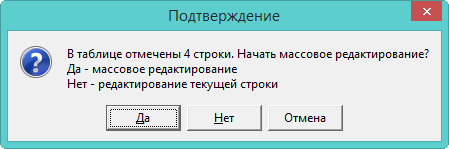 Подтверждение
В таблице отмечены 4 строки. Начать массовое редактирование?
Да - массовое редактирование
Нет - редактирование текущей строки
Да Нет Отмена